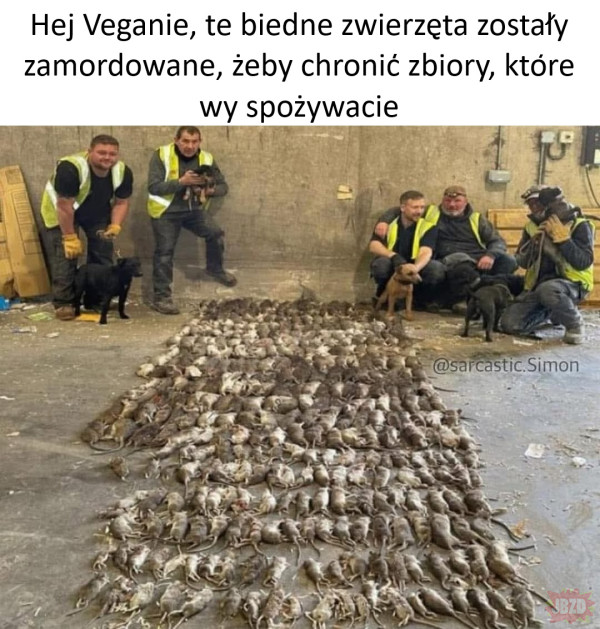 Hej Veganie, te biedne zwierzęta zostały
zamordowane, żeby chronić zbiory, które
wy spożywacie
@sarcastic.Simon
JBZD